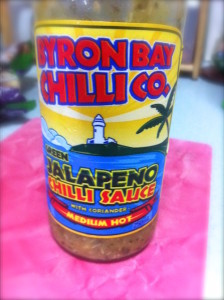 BYRON BAY
CHILLI CO.
GREEN
JALAPENO
CHILLI SAUCE
WITH CORIANDER
MEDIUM HOT